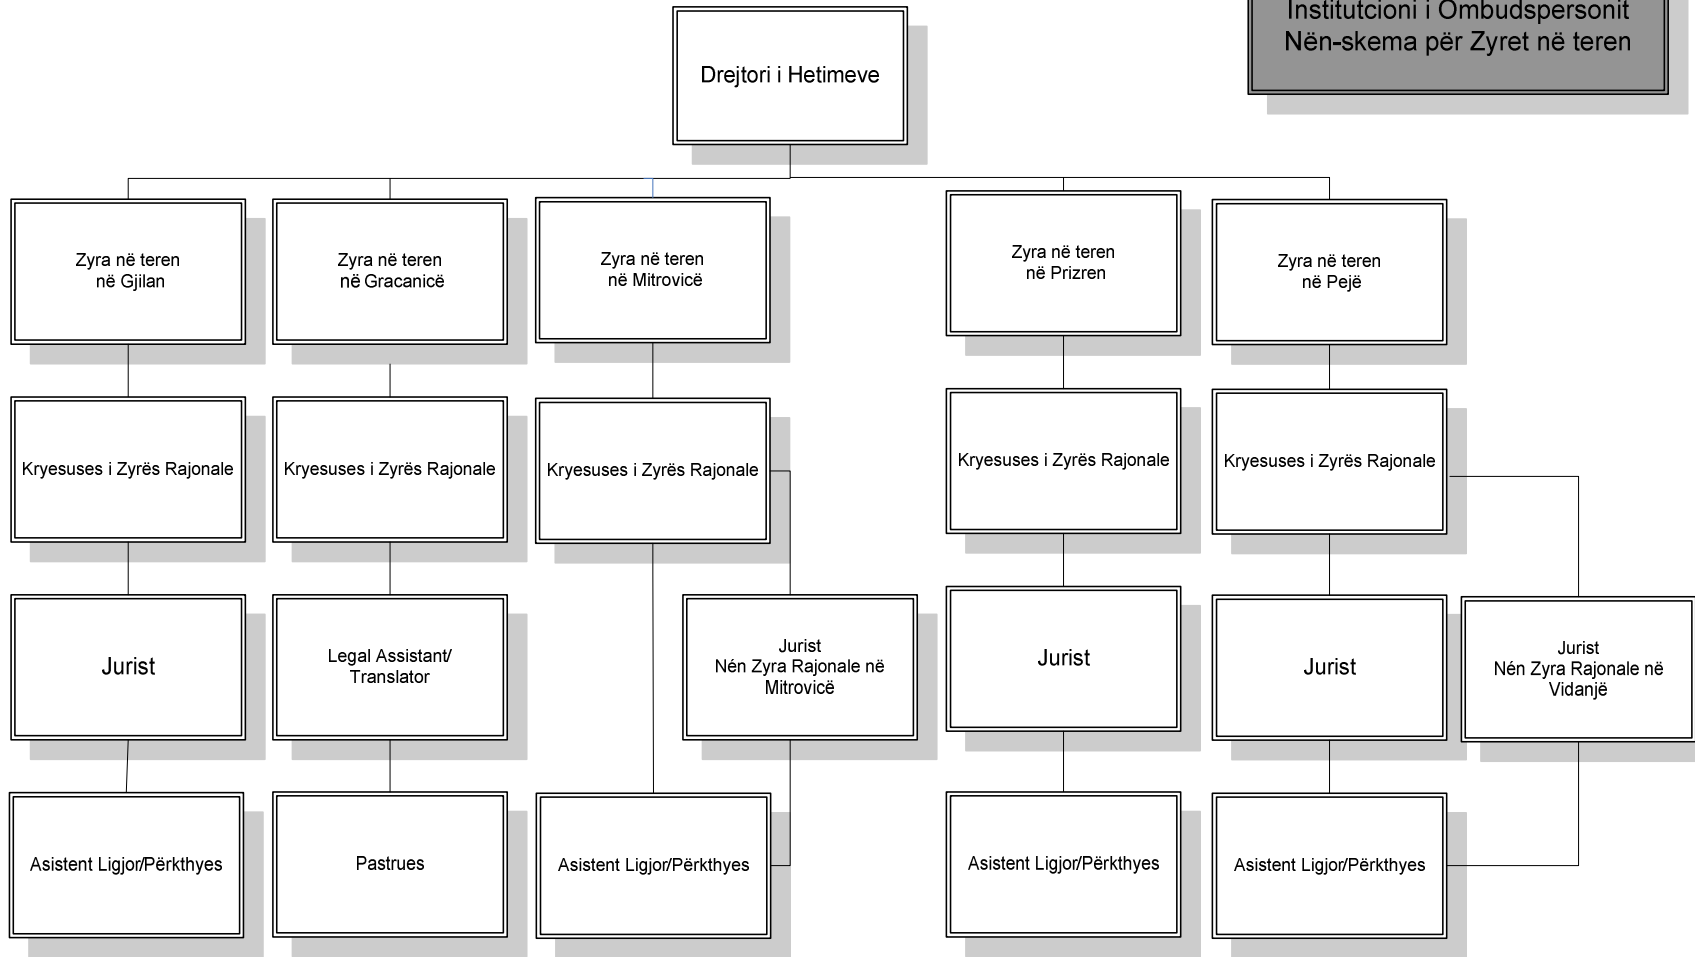 Institutcioni i Ombudspersonit
Nën-skema për Zyret në teren
Drejtori i Hetimeve
Zyra në teren
në Gjilan
Zyra në teren
në Gracanicë
Zyra në teren
në Mitrovicë
Zyra në teren
në Prizren
Zyra në teren
në Pejë
Kryesuses i Zyrës Rajonale
Kryesuses i Zyrës Rajonale
Kryesuses i Zyrës Rajonale
Kryesuses i Zyrës Rajonale
Kryesuses i Zyrës Rajonale
Jurist
Legal Assistant/
Translator
Jurist
Nén Zyra Rajonale në
Mitrovicë
Jurist
Jurist
Jurist
Nén Zyra Rajonale në
Vidanjë
Asistent Ligjor/Përkthyes
Pastrues
Asistent Ligjor/Përkthyes
Asistent Ligjor/Përkthyes
Asistent Ligjor/Përkthyes